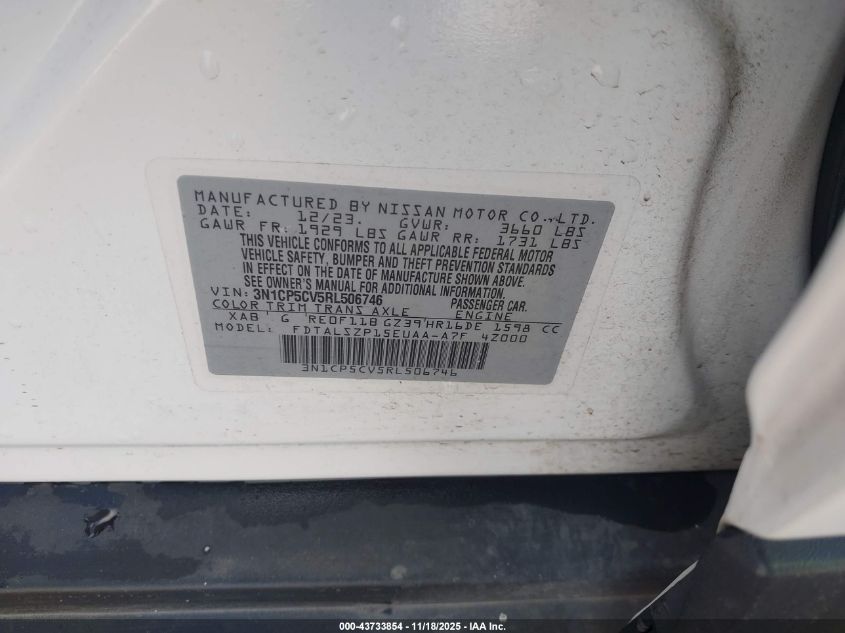 MANUFACTURED BY NISSAN MOTOR CO.,LTD.
DATE: 12/23. GVWR: 3660 LBS
GAWR FR: 1929 LBS GAWR RR: 1731 LBS
THIS VEHICLE CONFORMS TO ALL APPLICABLE FEDERAL MOTOR
VEHICLE SAFETY, BUMPER AND THEFT PREVENTION STANDARDS
IN EFFECT ON THE DATE OF MANUFACTURE SHOWN ABOVE.
SEE OWNER'S MANUAL FOR ADDITIONAL INFORMATION.
VIN: 3N1CP5CV5RL506746 PASSENGER CAR.
COLOR TRIM TRANS AXLE ENGINE
XAB G RE0F11B GZ39 HR16DE 1598 CC
MODEL: FDTALSZP15EUAA-A7F 4Z000
3N1CP5CV5RL506746
000-43733854 - 11/18/2025 - IAA Inc.